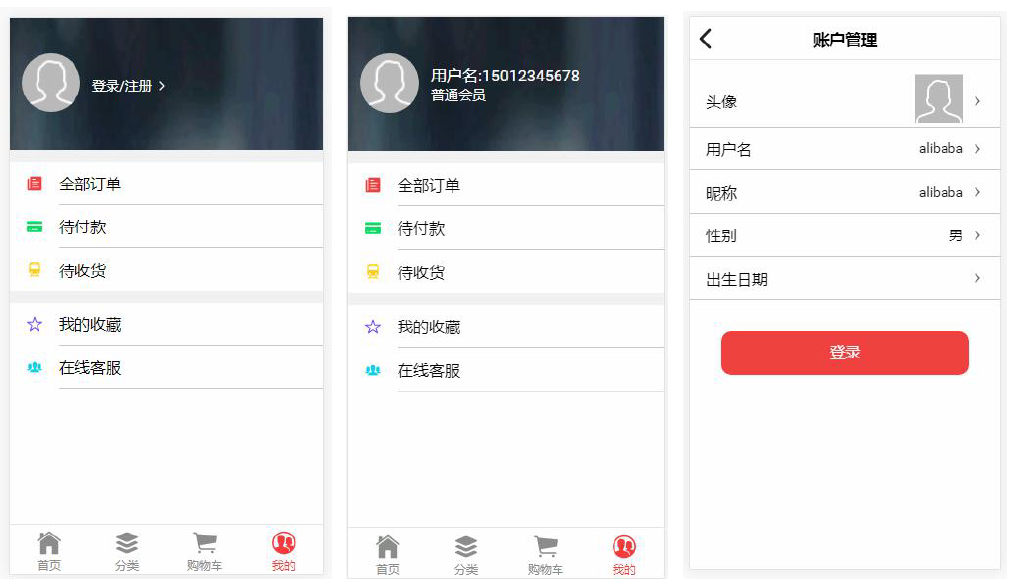 登录/注册
全部订单
待付款
待收货
我的收藏
在线客服
首页
分类
购物车
我的
用户名:15012345678
普通会员
全部订单
待付款
待收货
我的收藏
在线客服
首页
分类
购物车
我的
账户管理
头像
用户名 alibaba
昵称 alibaba
性别 男
出生日期
登录